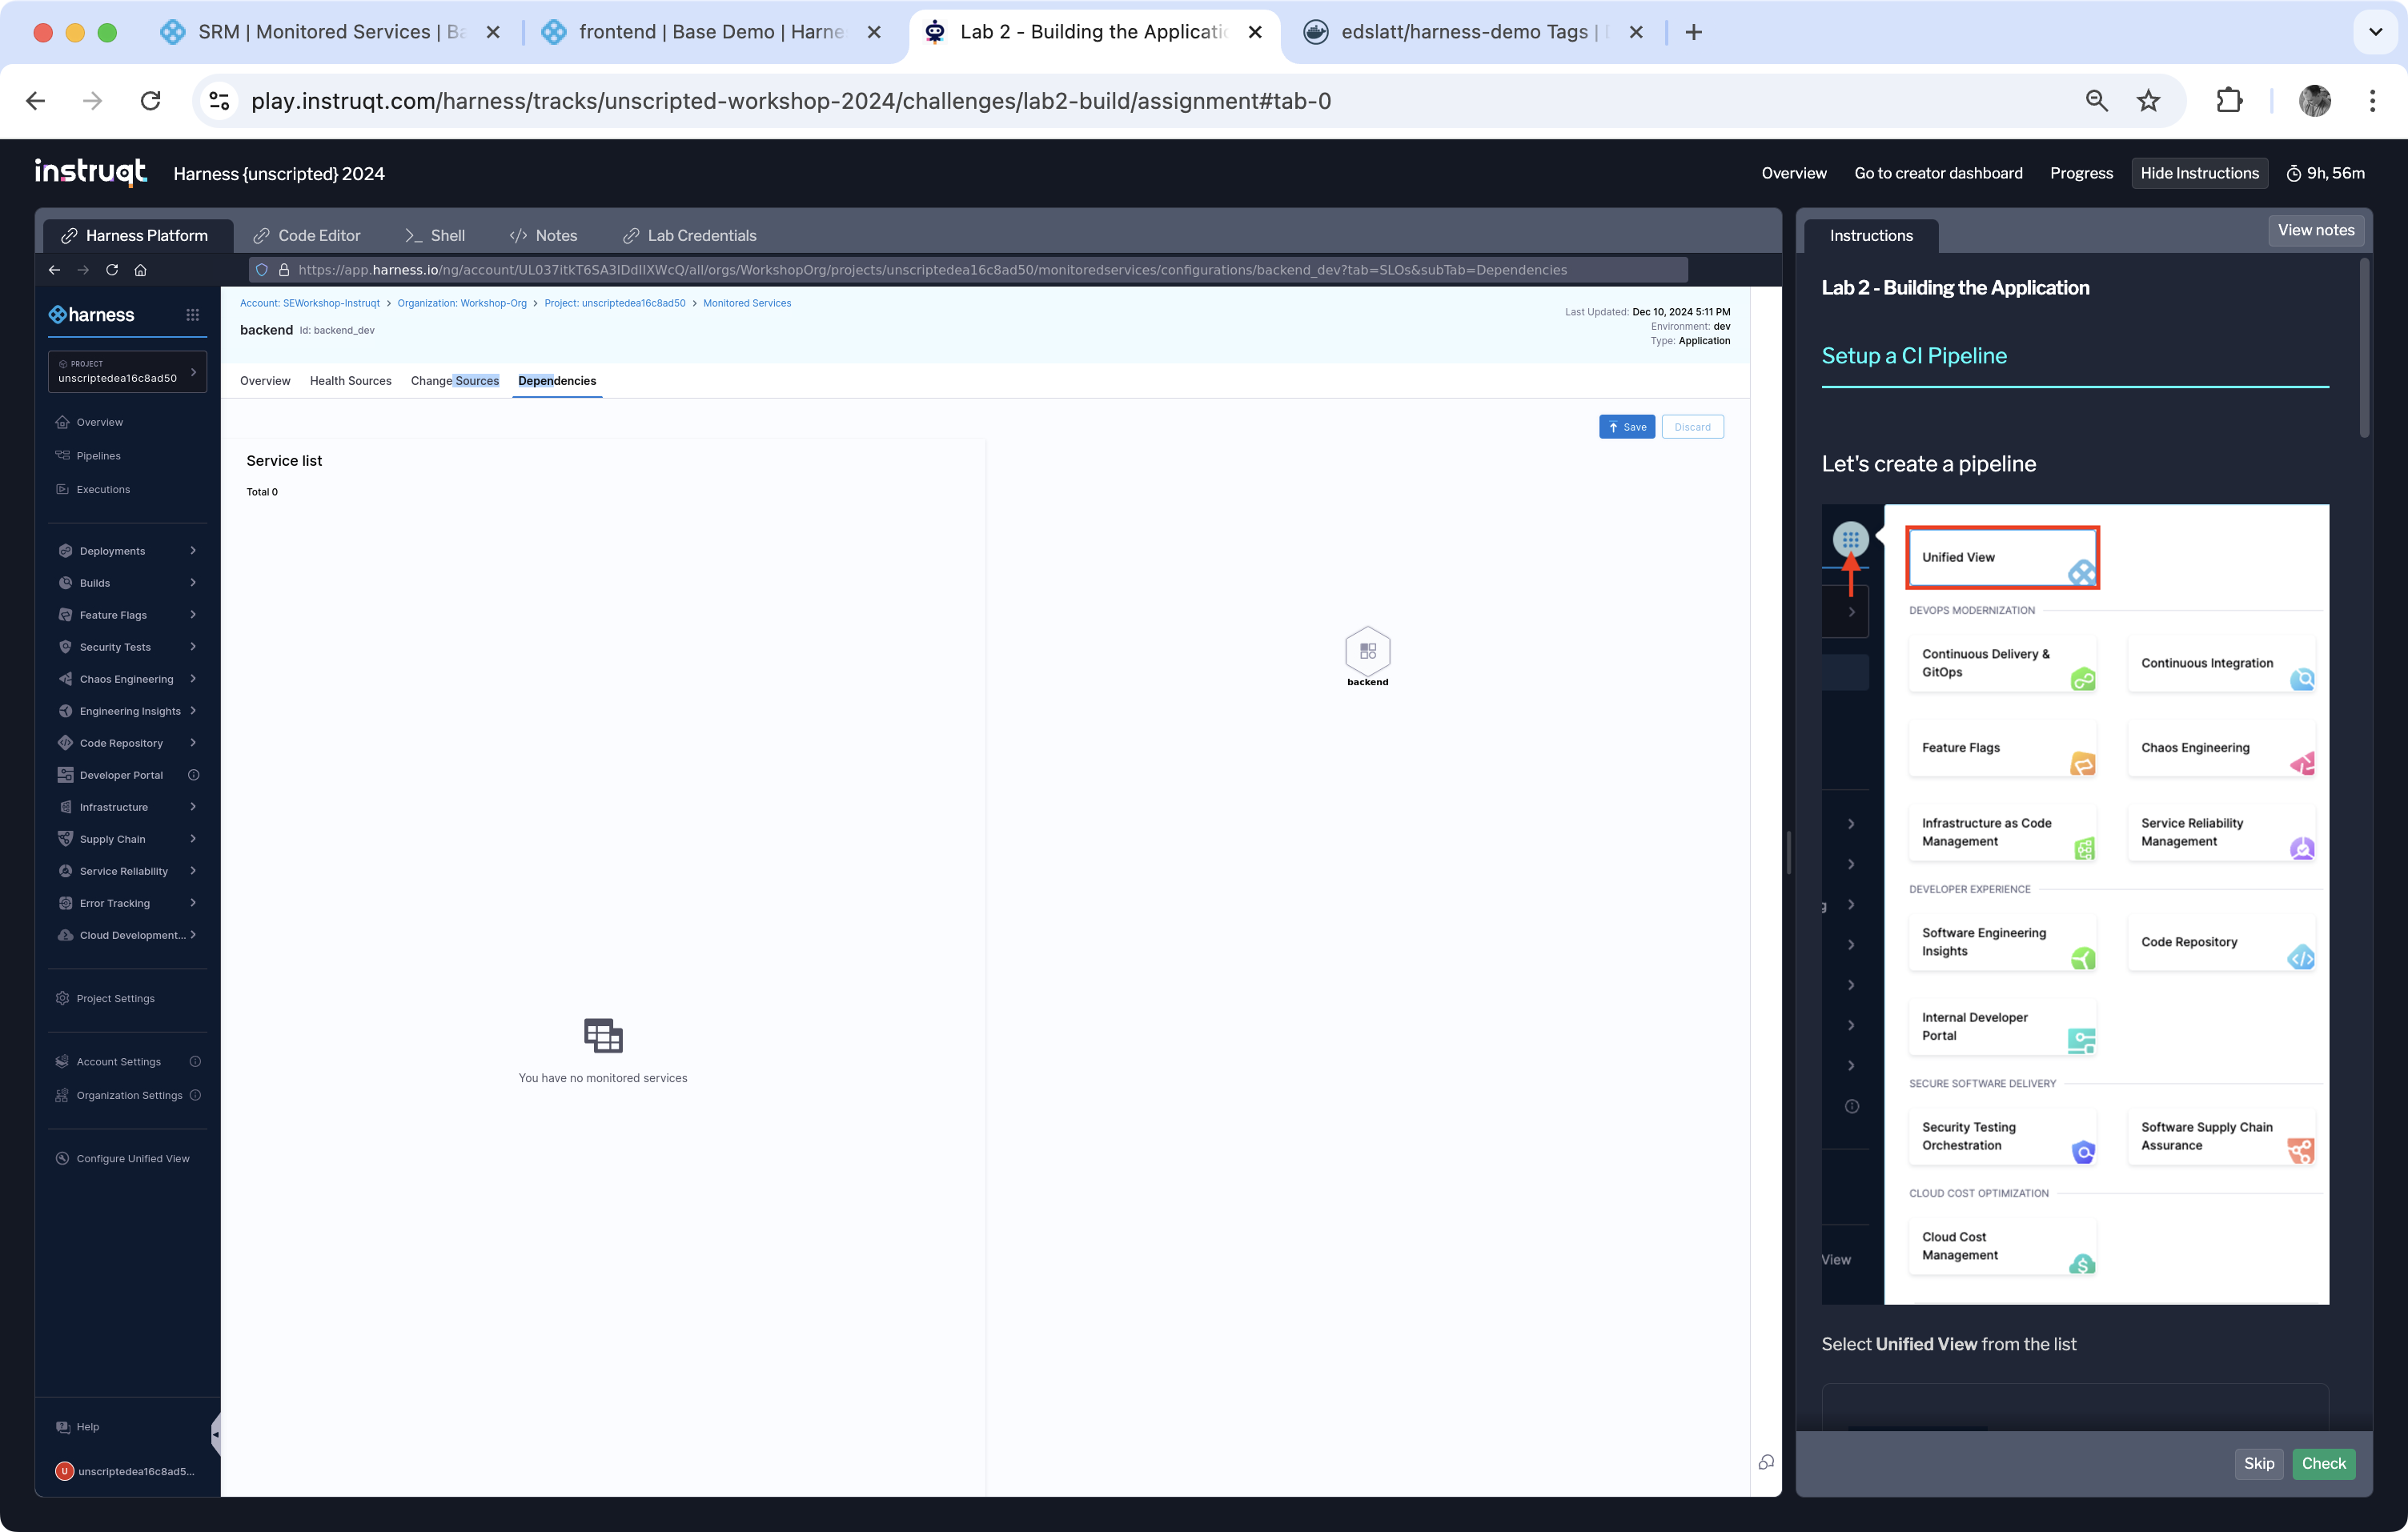 SRM | Monitored Services | Ba
frontend | Base Demo | Harne
Lab 2 - Building the Applicatio
edslatt/harness-demo Tags |
play.instruqt.com/harness/tracks/unscripted-workshop-2024/challenges/lab2-build/assignment#tab-0
instruqt
Harness {unscripted} 2024
Overview
Go to creator dashboard
Progress
Hide Instructions
9h, 56m
Harness Platform
Code Editor
Shell
Notes
Lab Credentials
https://app.harness.io/ng/account/UL037itkT6SA3IDdIIXWcQ/all/orgs/WorkshopOrg/projects/unscriptedea16c8ad50/monitoredservices/configurations/backend_dev?tab=SLOs&subTab=Dependencies
harness
PROJECT
unscriptedea16c8ad50
Overview
Pipelines
Executions
Deployments
Builds
Feature Flags
Security Tests
Chaos Engineering
Engineering Insights
Code Repository
Developer Portal
Infrastructure
Supply Chain
Service Reliability
Error Tracking
Cloud Development...
Project Settings
Account Settings
Organization Settings
Configure Unified View
Help
U
unscriptedea16c8ad5...
Account: SEWorkshop-Instruqt > Organization: Workshop-Org > Project: unscriptedea16c8ad50 > Monitored Services
backend Id: backend_dev
Last Updated: Dec 10, 2024 5:11 PM
Environment: dev
Type: Application
Overview
Health Sources
Change Sources
Dependencies
Save
Discard
Service list
Total 0
You have no monitored services
backend
Instructions
View notes
Lab 2 - Building the Application
Setup a CI Pipeline
Let's create a pipeline
Unified View
DEVOPS MODERNIZATION
Continuous Delivery &
GitOps
Continuous Integration
Feature Flags
Chaos Engineering
Infrastructure as Code
Management
Service Reliability
Management
DEVELOPER EXPERIENCE
Software Engineering
Insights
Code Repository
Internal Developer
Portal
SECURE SOFTWARE DELIVERY
Security Testing
Orchestration
Software Supply Chain
Assurance
CLOUD COST OPTIMIZATION
Cloud Cost
Management
View
Select Unified View from the list
Skip
Check